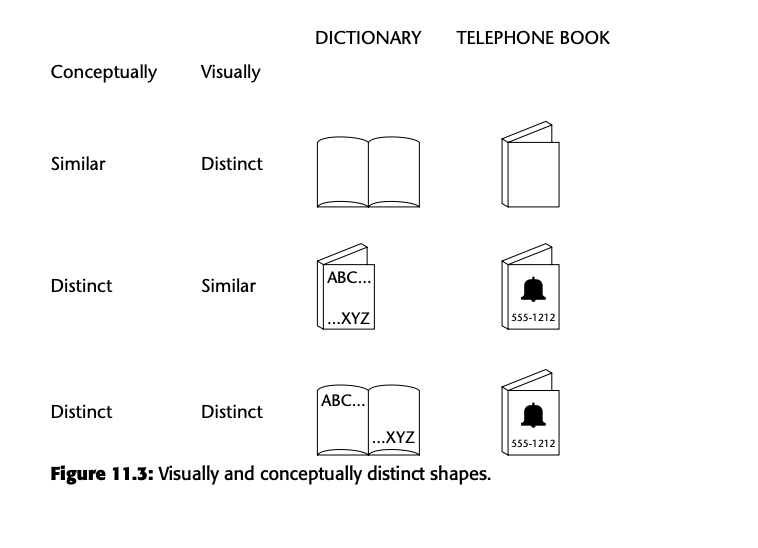 DICTIONARY TELEPHONE BOOK
Conceptually Visually
Similar Distinct
Distinct Similar
ABC...
...XYZ
555-1212
Distinct Distinct
ABC...
...XYZ
555-1212
Figure 11.3: Visually and conceptually distinct shapes.